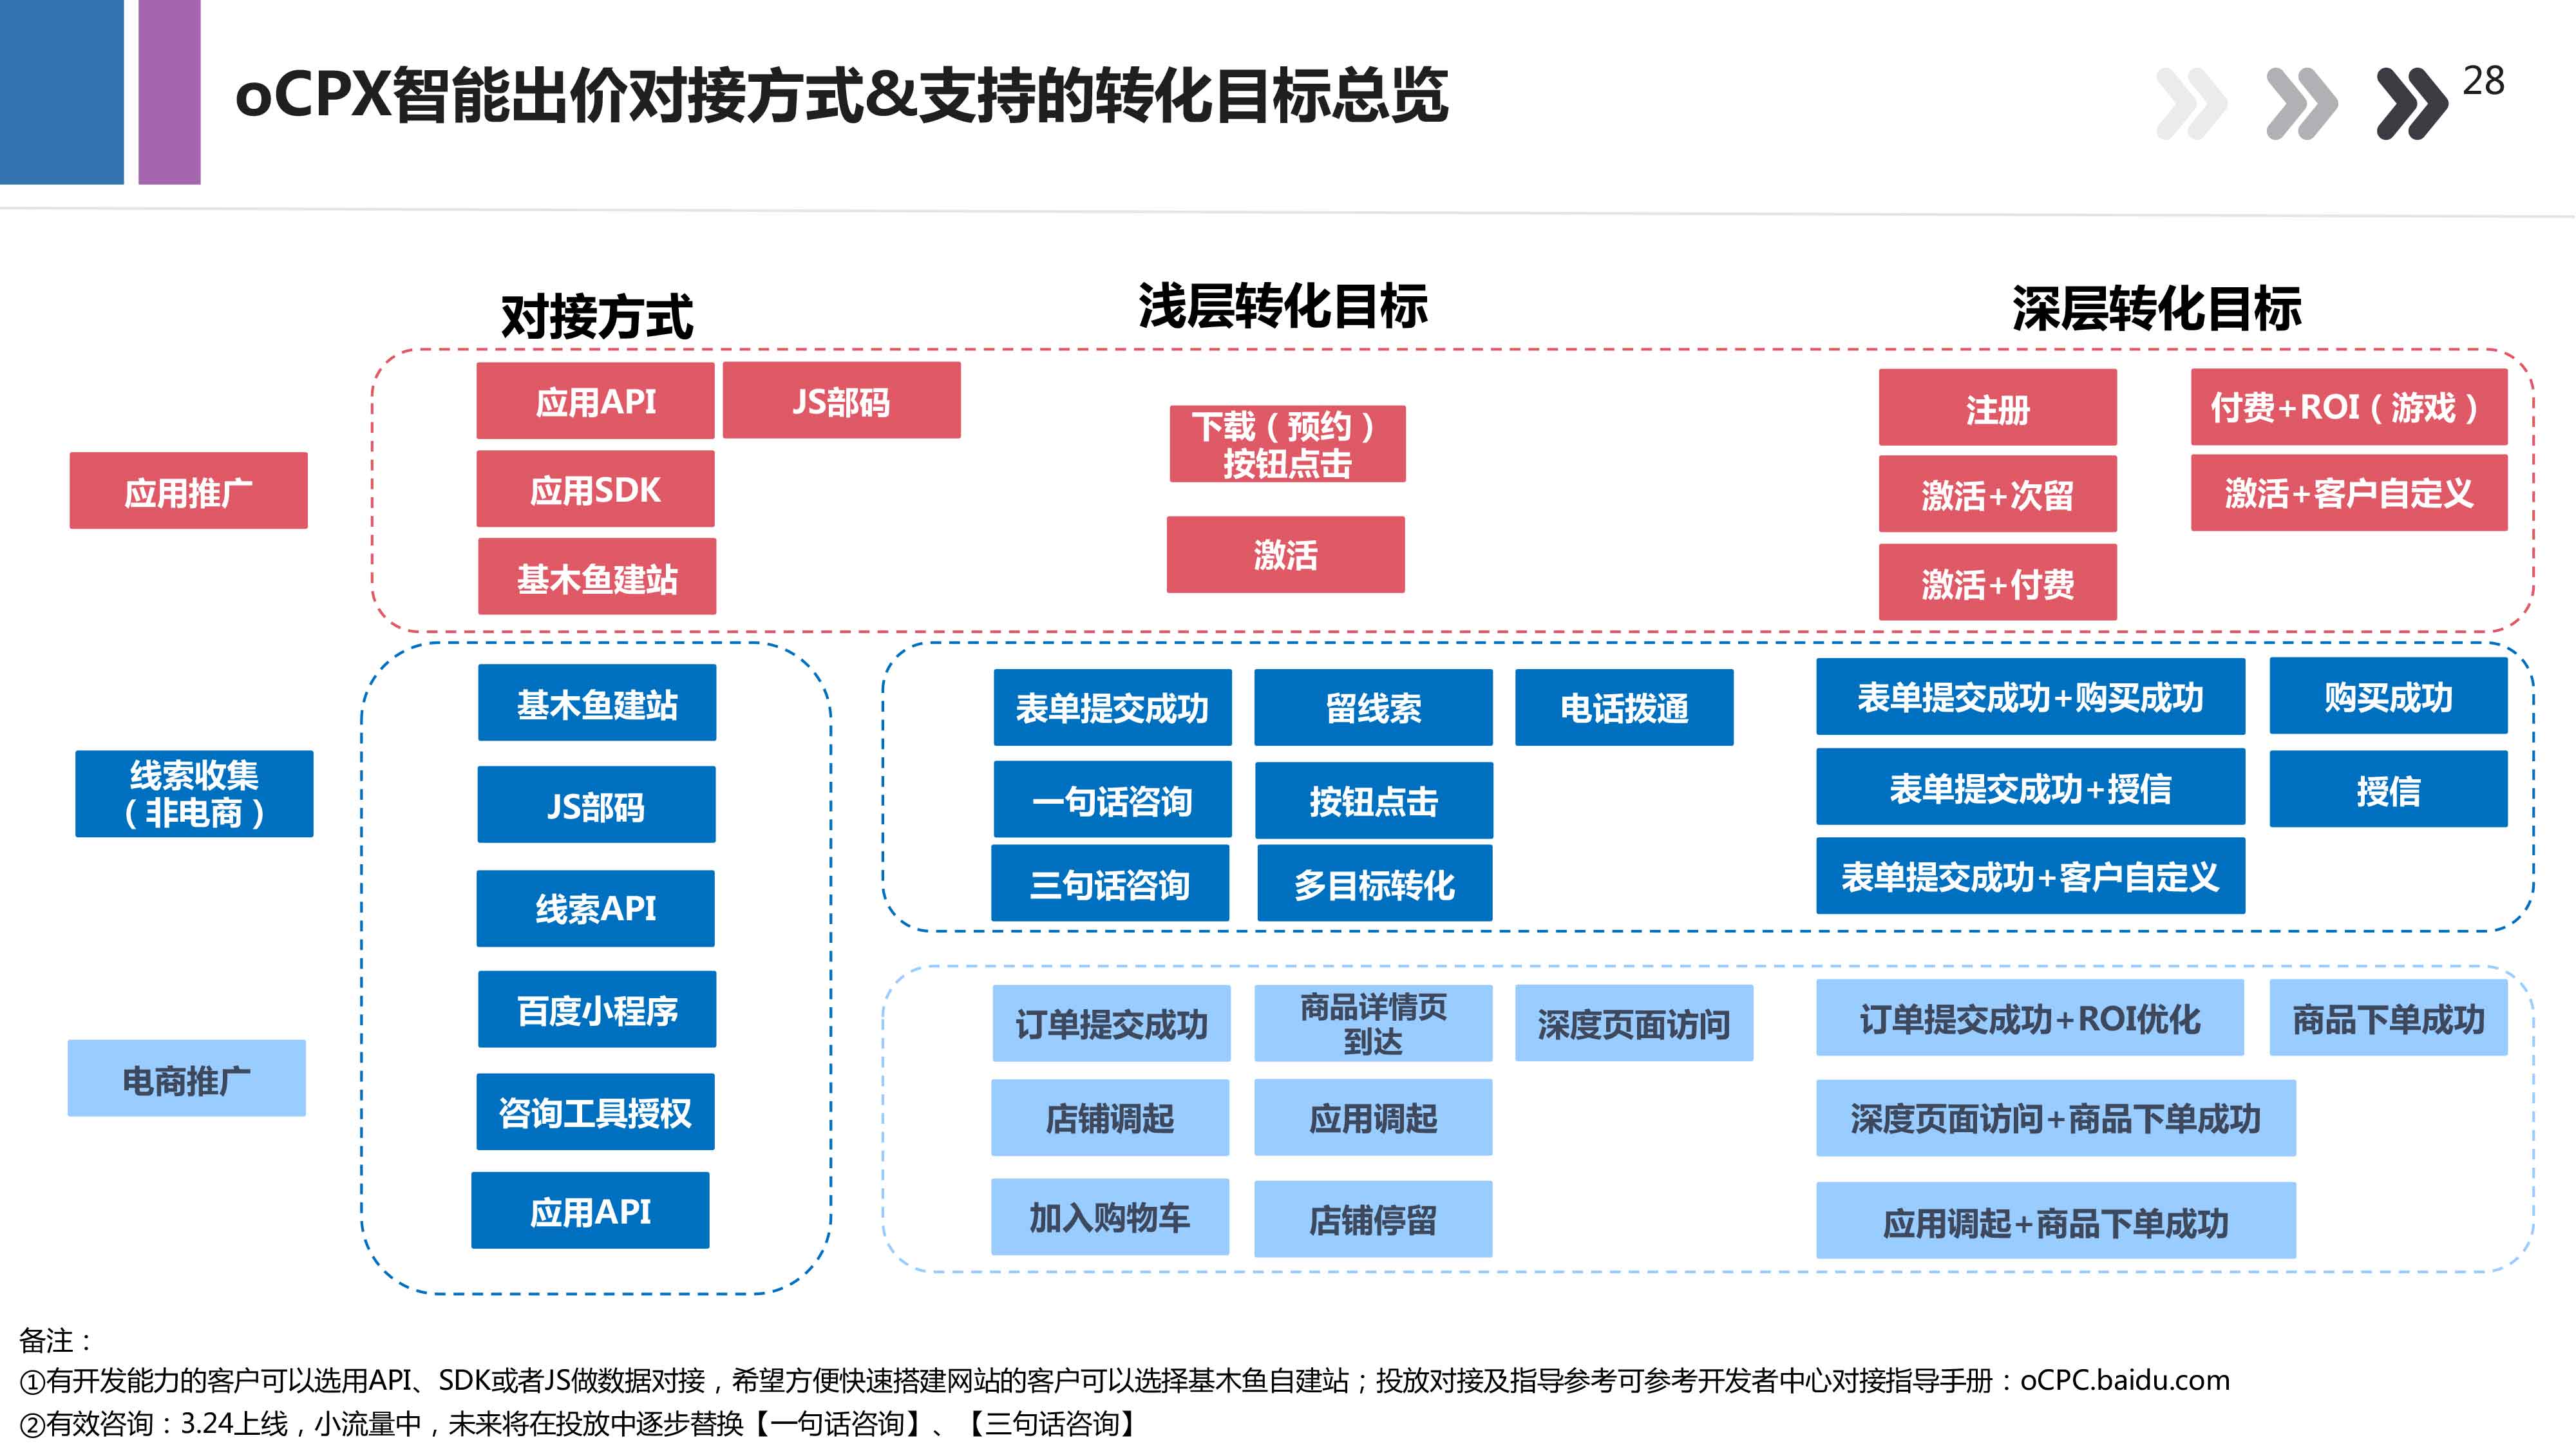 oCPX智能出价对接方式&支持的转化目标总览
28
对接方式
浅层转化目标
深层转化目标
应用推广
应用API
JS部码
应用SDK
基木鱼建站
下载（预约）
按钮点击
激活
注册
付费+ROI（游戏）
激活+次留
激活+客户自定义
激活+付费
线索收集
（非电商）
电商推广
基木鱼建站
JS部码
线索API
百度小程序
咨询工具授权
应用API
表单提交成功
留线索
电话拨通
一句话咨询
按钮点击
三句话咨询
多目标转化
表单提交成功+购买成功
购买成功
表单提交成功+授信
授信
表单提交成功+客户自定义
订单提交成功
商品详情页
到达
深度页面访问
店铺调起
应用调起
加入购物车
店铺停留
订单提交成功+ROI优化
商品下单成功
深度页面访问+商品下单成功
应用调起+商品下单成功
备注：
①有开发能力的客户可以选用API、SDK或者JS做数据对接，希望方便快速搭建网站的客户可以选择基木鱼自建站；投放对接及指导参考可参考开发者中心对接指导手册：oCPC.baidu.com
②有效咨询：3.24上线，小流量中，未来将在投放中逐步替换【一句话咨询】、【三句话咨询】